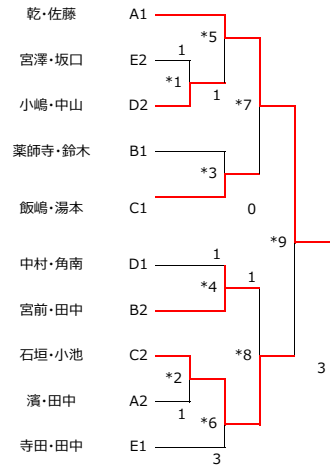 乾・佐藤 A1
*5
宮澤・坂口 E2 1
*1
小嶋・中山 D2 1
*7
薬師寺・鈴木 B1
*3
飯嶋・湯本 C1 0
*9
中村・角南 D1 1
*4 1
宮前・田中 B2
石垣・小池 C2 *8
*2 3
濱・田中 A2 1
*6
寺田・田中 E1 3